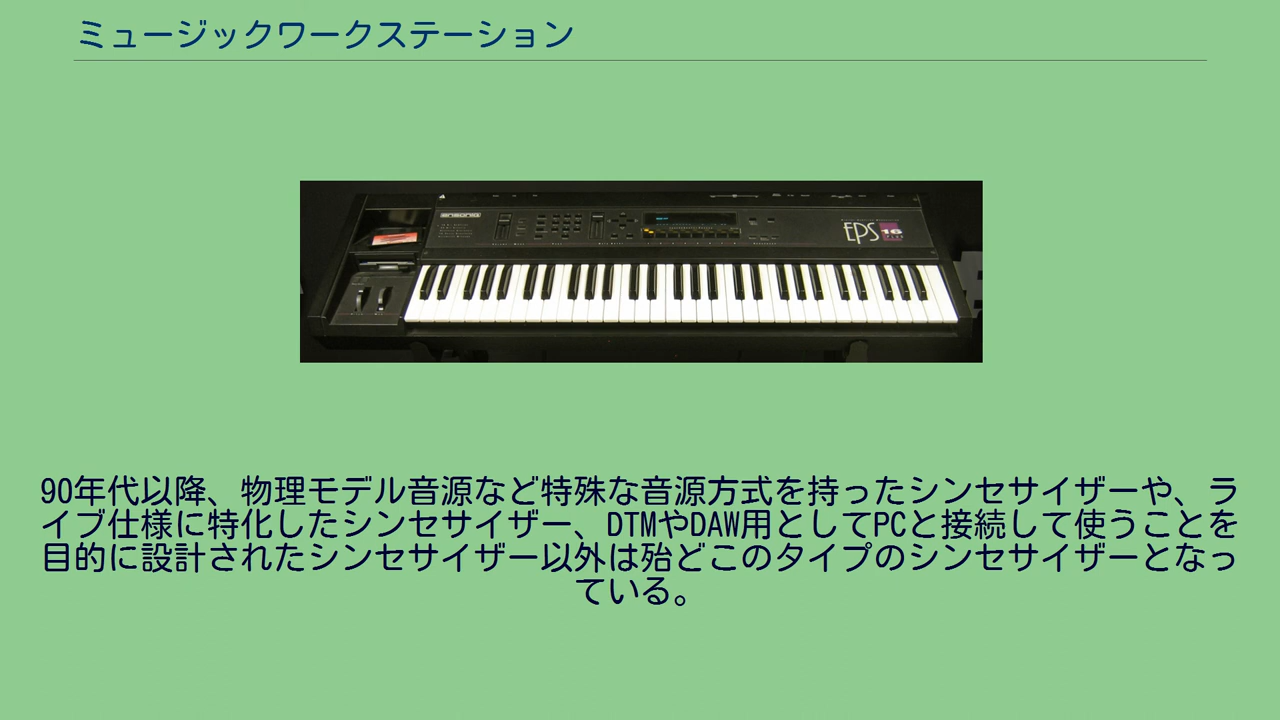 ミュージックワークステーション
ensoniq
EPS 16
PLUS
90年代以降、物理モデル音源など特殊な音源方式を持ったシンセサイザーや、ラ
イブ仕様に特化したシンセサイザー、DTMやDAW用としてPCと接続して使うことを
目的に設計されたシンセサイザー以外は殆どこのタイプのシンセサイザーとなっ
ている。